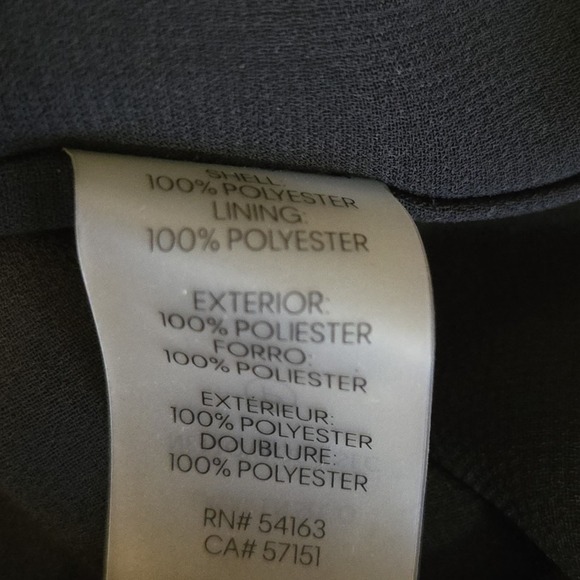 SHELL:
100% POLYESTER
LINING:
100% POLYESTER
EXTERIOR:
100% POLIESTER
FORRO:
100% POLIESTER
EXTÉRIEUR:
100% POLYESTER
DOUBLURE:
100% POLYESTER
RN# 54163
CA# 57151